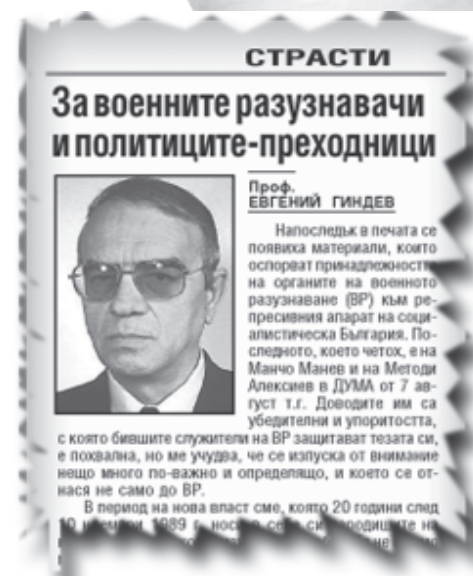 СТРАСТИ
За военните разузнавачи
и политиците-преходници
Проф.
ЕВГЕНИЙ ГИНДЕВ
Напоследък в печата се
появиха материали, които
оспорват принадлежността
на органите на военното
разузнаване (ВР) към ре-
пресивния апарат на соци-
алистическа България. По-
следното, което четох, е на
Манчо Манев и на Методи
Алексиев в ДУМА от 7 ав-
густ т.г. Доводите им са
убедителни и упоритостта,
с която бившите служители на ВР защитават тезата си,
е похвална, но ме учудва, че се изпуска от внимание
нещо много по-важно и определящо, и което се от-
нася не само до ВР.
В период на нова власт сме, която 20 години след
10 ноември 1989 г.